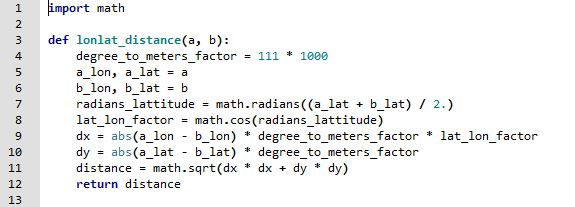 1 import math
2
3 def lonlat_distance(a, b):
4     degree_to_meters_factor = 111 * 1000
5     a_lon, a_lat = a
6     b_lon, b_lat = b
7     radians_lattitude = math.radians((a_lat + b_lat) / 2.)
8     lat_lon_factor = math.cos(radians_lattitude)
9     dx = abs(a_lon - b_lon) * degree_to_meters_factor * lat_lon_factor
10     dy = abs(a_lat - b_lat) * degree_to_meters_factor
11     distance = math.sqrt(dx * dx + dy * dy)
12     return distance
13